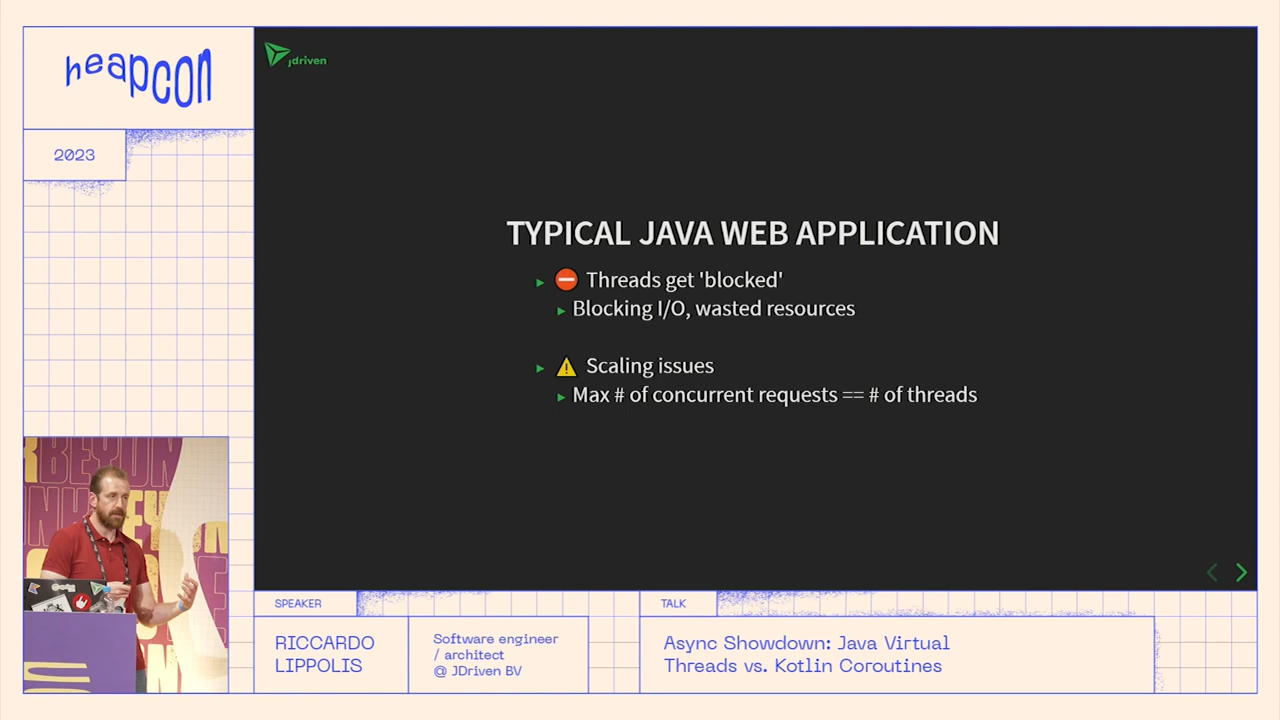 heapcon
2023
jdriven
TYPICAL JAVA WEB APPLICATION
Threads get 'blocked'
Blocking I/O, wasted resources
Scaling issues
Max # of concurrent requests == # of threads
SPEAKER
RICCARDO
LIPPOLIS
Software engineer
/ architect
@ JDriven BV
TALK
Async Showdown: Java Virtual
Threads vs. Kotlin Coroutines